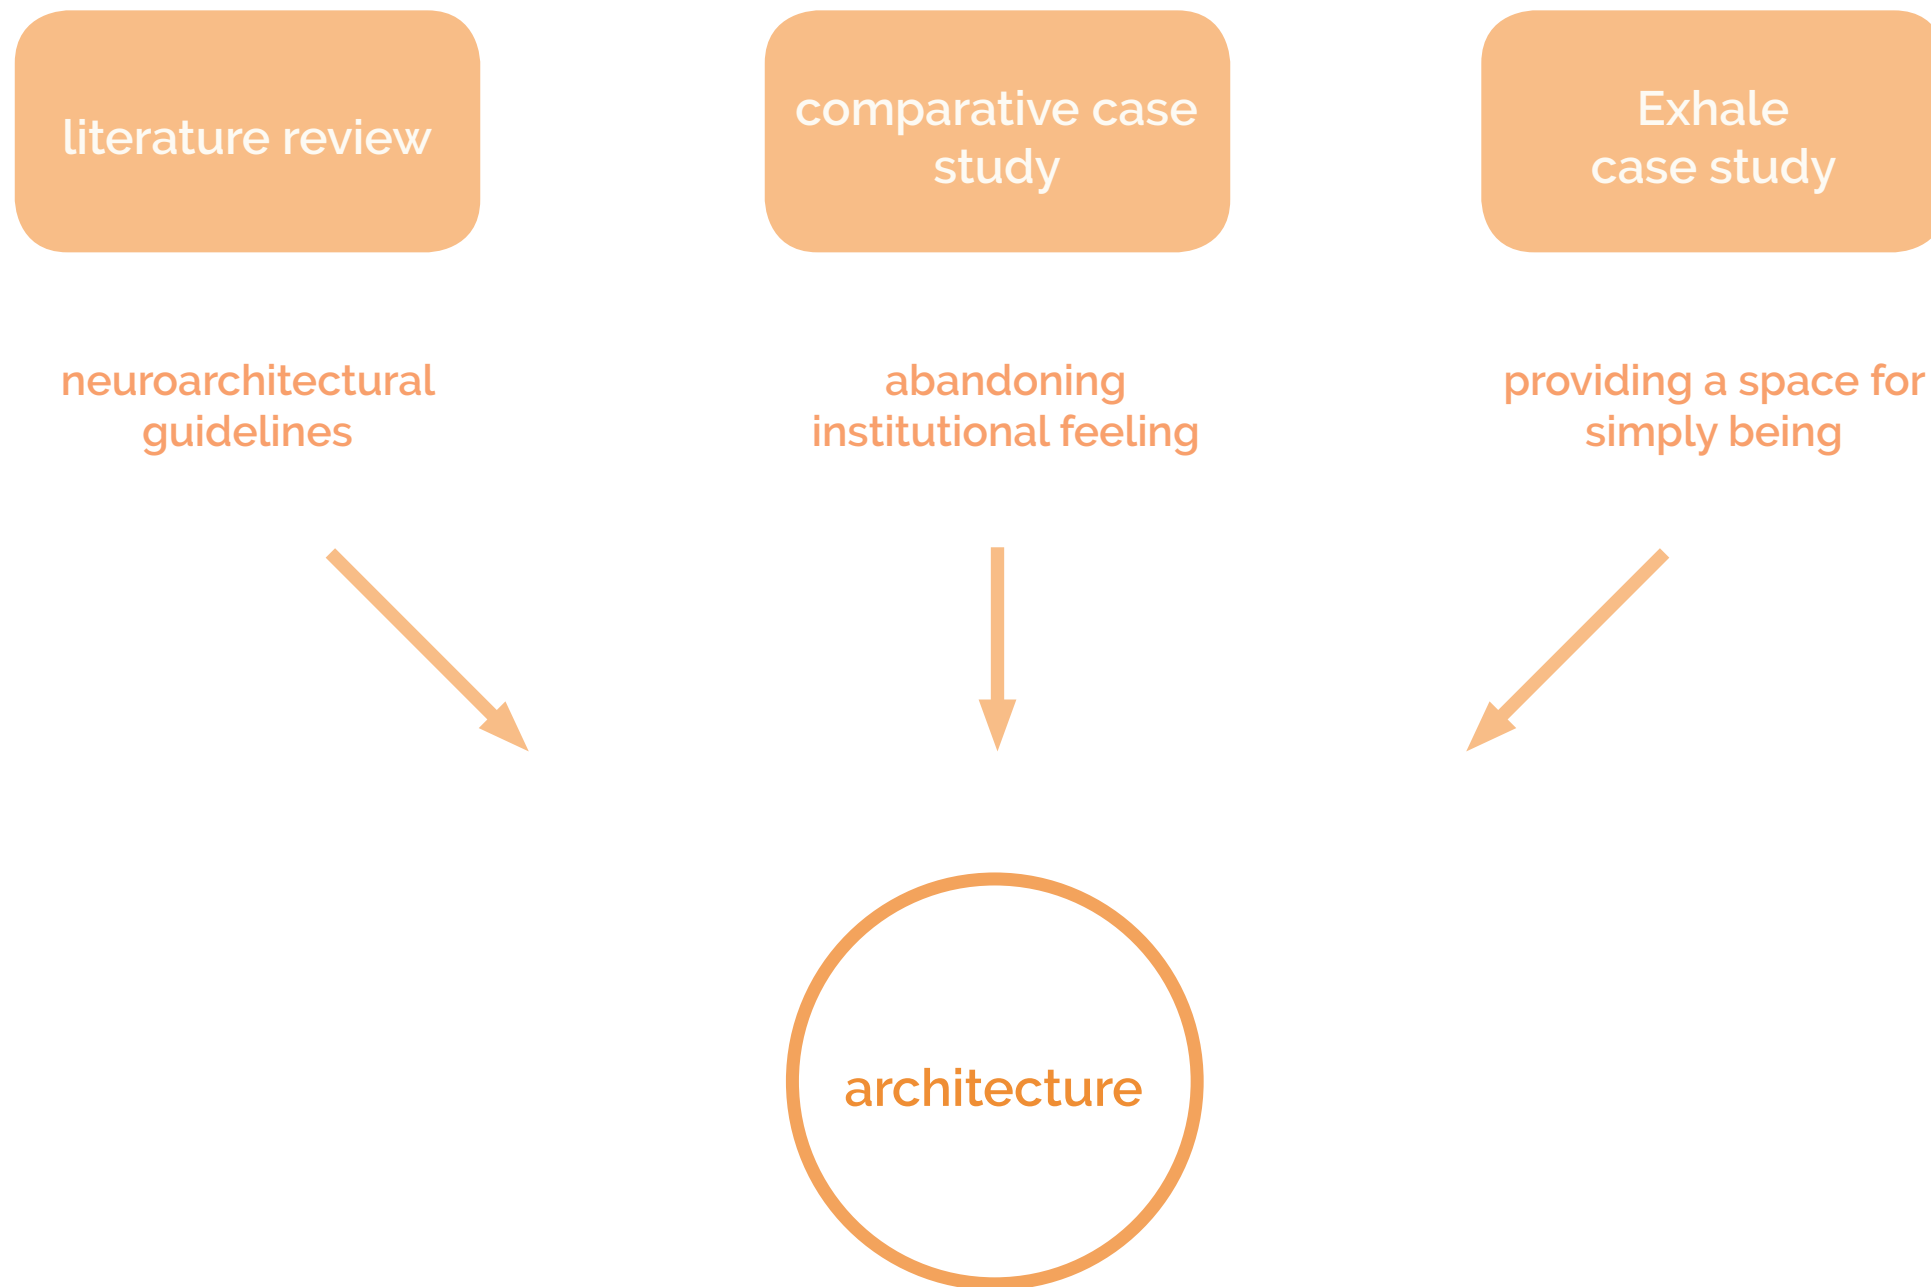 literature review
comparative case
study
Exhale
case study
neuroarchitectural
guidelines
abandoning
institutional feeling
providing a space for
simply being
architecture